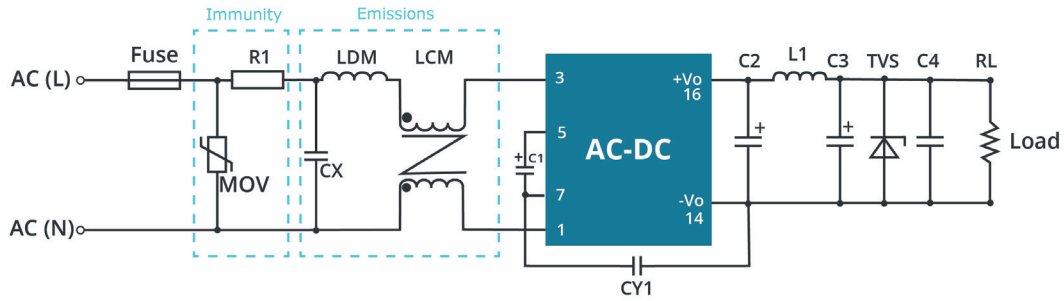 Immunity
Emissions
Fuse
R1
LDM
LCM
C2
L1
C3
TVS
C4
RL
AC (L)
3
+Vo
16
5
AC-DC
+
C1
+
+
Load
CX
MOV
7
-Vo
14
AC (N)
1
CY1